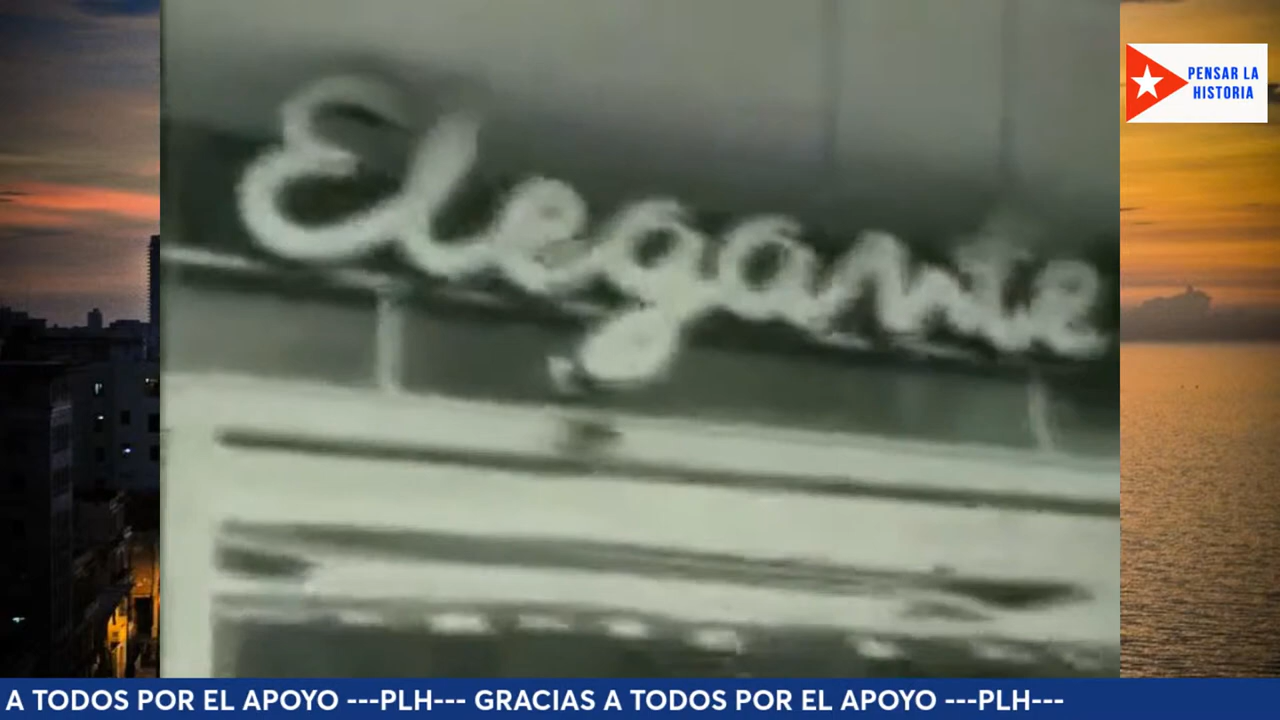 Elegante
PENSAR LA
HISTORIA
A TODOS POR EL APOYO ---PLH--- GRACIAS A TODOS POR EL APOYO ---PLH---